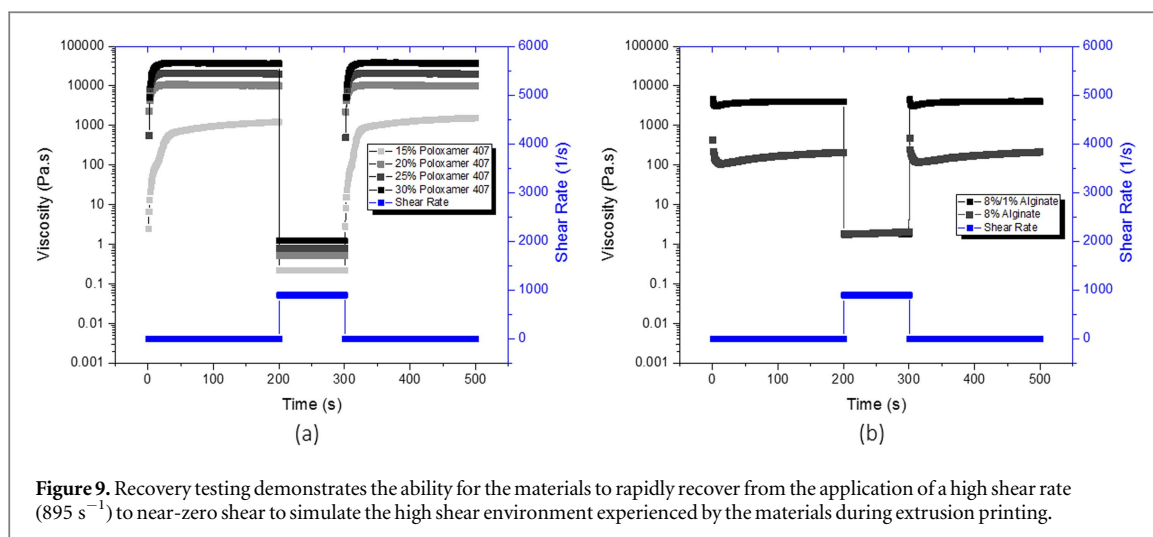 100000
10000
1000
100
10
1
0.1
0.01
0.001
Viscosity (Pa.s)
6000
5000
4000
3000
2000
1000
0
Shear Rate (1/s)
15% Poloxamer 407
20% Poloxamer 407
25% Poloxamer 407
30% Poloxamer 407
Shear Rate
0 100 200 300 400 500
Time (s)
(a)
100000
10000
1000
100
10
1
0.1
0.01
0.001
Viscosity (Pa.s)
6000
5000
4000
3000
2000
1000
0
Shear Rate (1/s)
8%/1% Alginate
8% Alginate
Shear Rate
0 100 200 300 400 500
Time (s)
(b)
Figure 9. Recovery testing demonstrates the ability for the materials to rapidly recover from the application of a high shear rate
(895 s⁻¹) to near-zero shear to simulate the high shear environment experienced by the materials during extrusion printing.